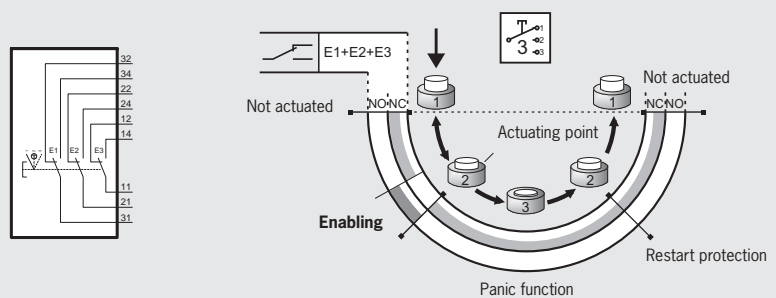 32
34
22
24
12
14
E1 E2 E3
11
21
31
E1+E2+E3
3
1
2
3
Not actuated
NO NC
1
1
Not actuated
NC NO
Actuating point
2
2
3
Enabling
Restart protection
Panic function